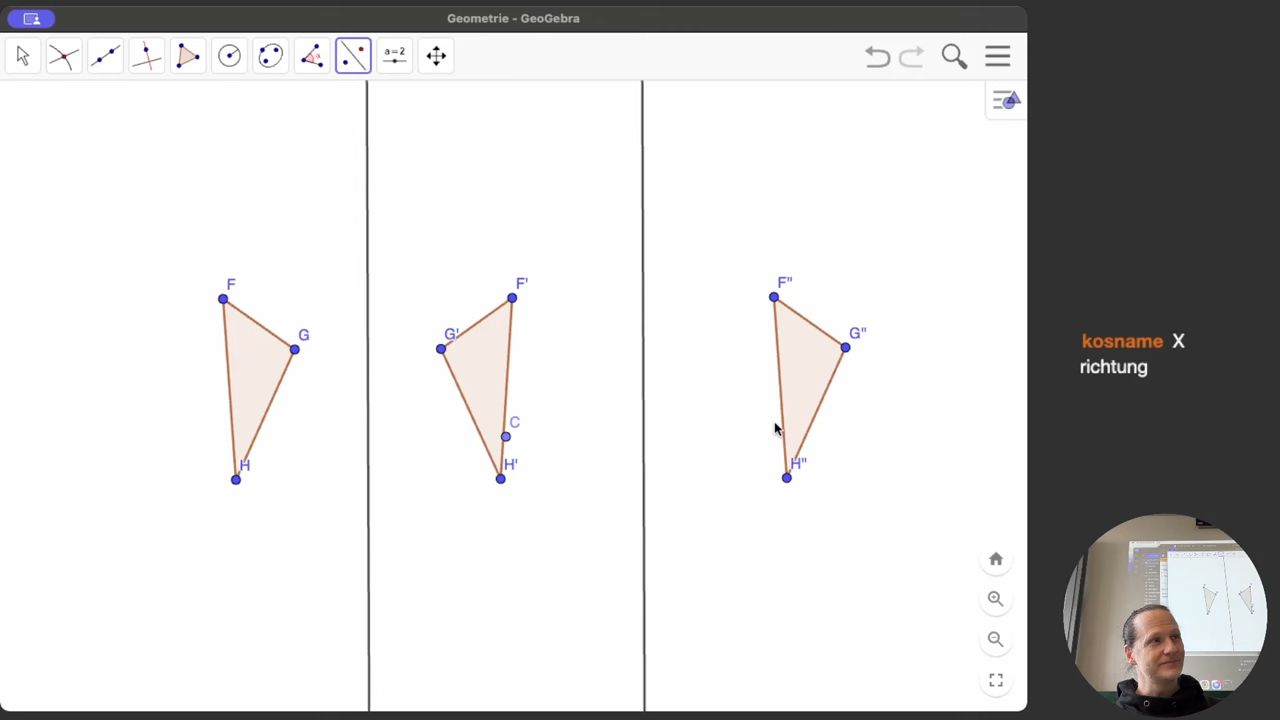 Geometrie - GeoGebra
a=2
F
F'
F"
G
G'
G"
C
H
H'
H"
kosname X
richtung